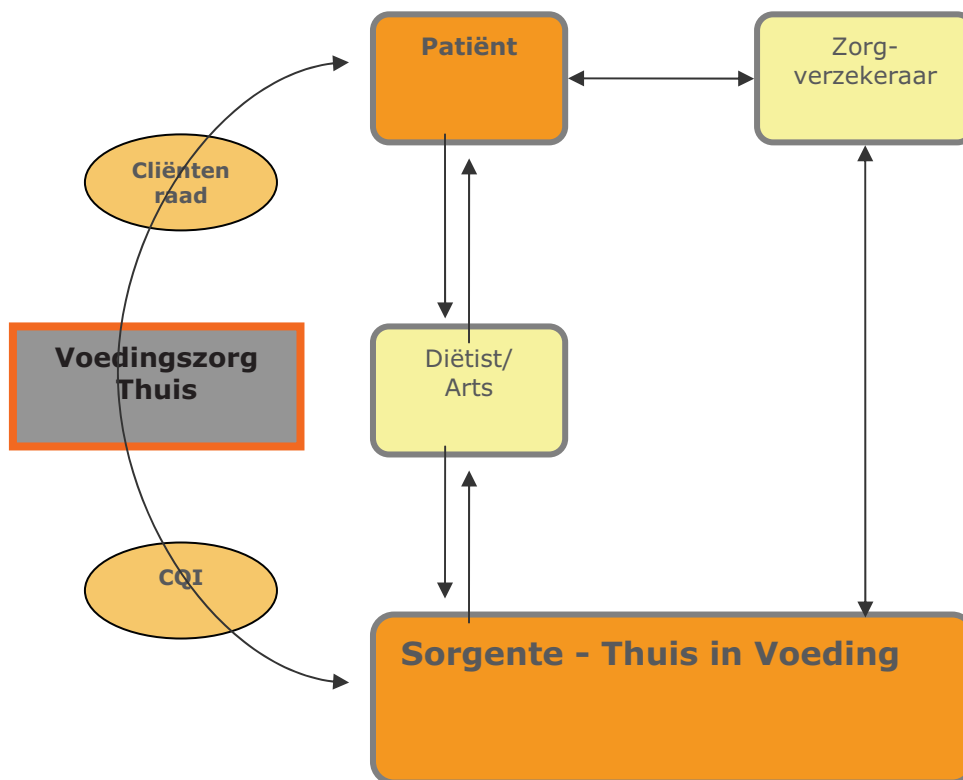 Patiënt
Zorg-
verzekeraar
Cliënten
raad
Voedingszorg
Thuis
Diëtist/
Arts
CQI
Sorgente - Thuis in Voeding